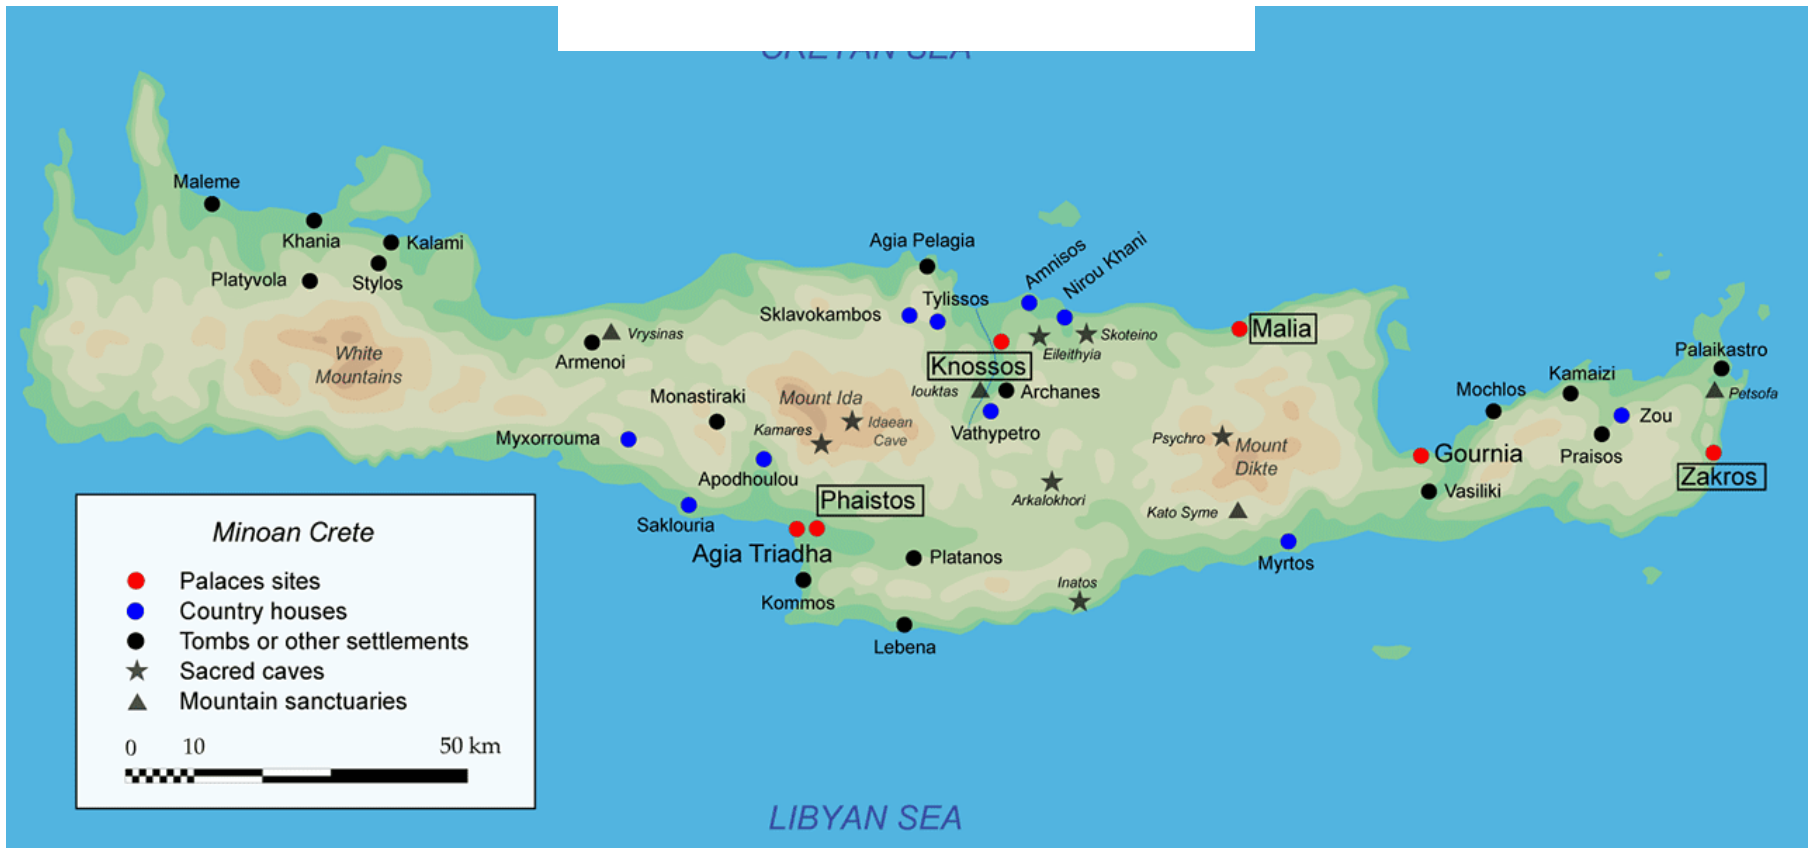 CRETAN SEA
Maleme
Khania
Kalami
Platyvola
Stylos
White
Mountains
Armenoi
Vrysinas
Agia Pelagia
Amnisos
Nirou Khani
Tylissos
Sklavokambos
Skoteino
Eileithyia
Knossos
Malia
Iouktas
Archanes
Vathypetro
Monastiraki
Mount Ida
Idaean
Cave
Kamares
Myxorrouma
Apodhoulou
Saklouria
Phaistos
Agia Triadha
Kommos
Platanos
Lebena
Inatos
Arkalokhori
Psychro
Mount
Dikte
Kato Syme
Myrtos
Gournia
Vasiliki
Mochlos
Kamaizi
Palaikastro
Petsofa
Zou
Praisos
Zakros
Minoan Crete
Palaces sites
Country houses
Tombs or other settlements
Sacred caves
Mountain sanctuaries
0 10 50 km
LIBYAN SEA